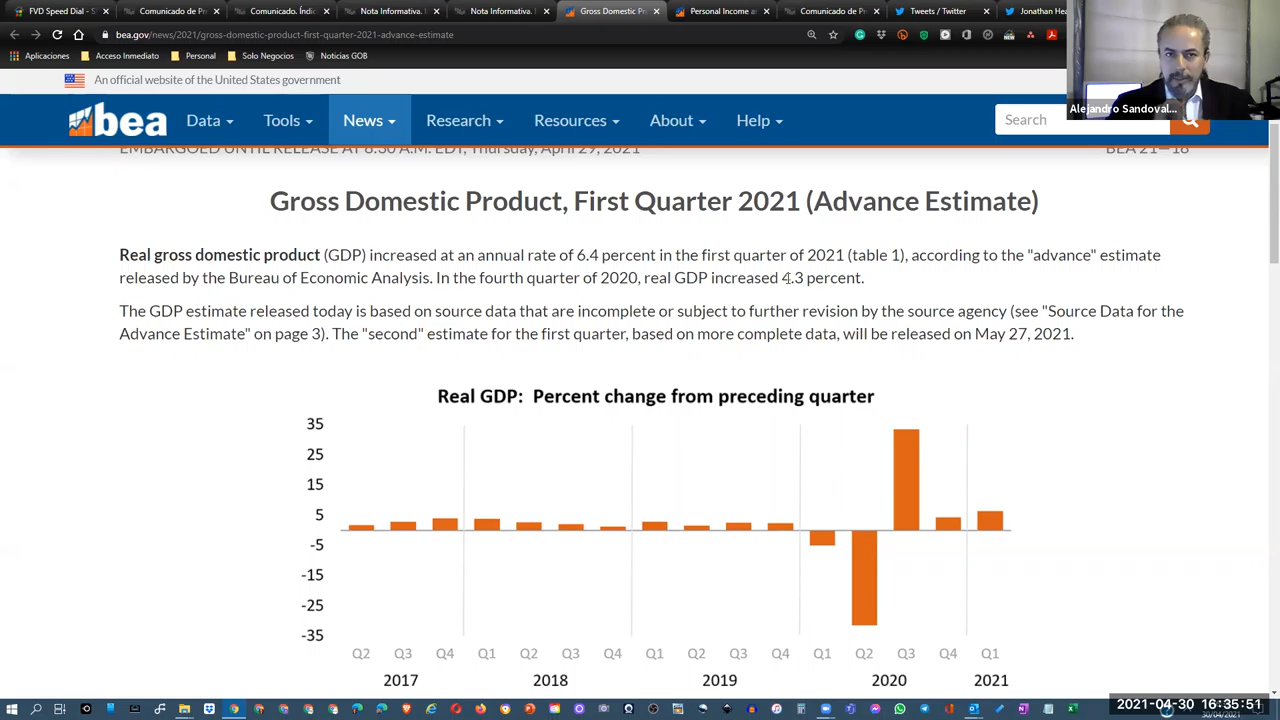 FVD Speed Dial - S
Comunicado de Pr
Comunicado. Índic
Nota Informativa.
Nota Informativa.
Gross Domestic Pr
Personal Income a
Comunicado de Pr
Tweets / Twitter
Jonathan Hea
bea.gov/news/2021/gross-domestic-product-first-quarter-2021-advance-estimate
Aplicaciones
Acceso Inmediato
Personal
Solo Negocios
Noticias GOB
Alejandro Sandoval...
An official website of the United States government
bea
Data
Tools
News
Research
Resources
About
Help
Search
EMBARGOED UNTIL RELEASE AT 8:30 A.M. EDT, Thursday, April 29, 2021
BEA 21—18
Gross Domestic Product, First Quarter 2021 (Advance Estimate)
Real gross domestic product (GDP) increased at an annual rate of 6.4 percent in the first quarter of 2021 (table 1), according to the "advance" estimate
released by the Bureau of Economic Analysis. In the fourth quarter of 2020, real GDP increased 4.3 percent.
The GDP estimate released today is based on source data that are incomplete or subject to further revision by the source agency (see "Source Data for the
Advance Estimate" on page 3). The "second" estimate for the first quarter, based on more complete data, will be released on May 27, 2021.
Real GDP: Percent change from preceding quarter
35
25
15
5
-5
-15
-25
-35
Q2 Q3 Q4 Q1 Q2 Q3 Q4 Q1 Q2 Q3 Q4 Q1 Q2 Q3 Q4 Q1
2017 2018 2019 2020 2021
2021-04-30 16:35:51
30/04/2021